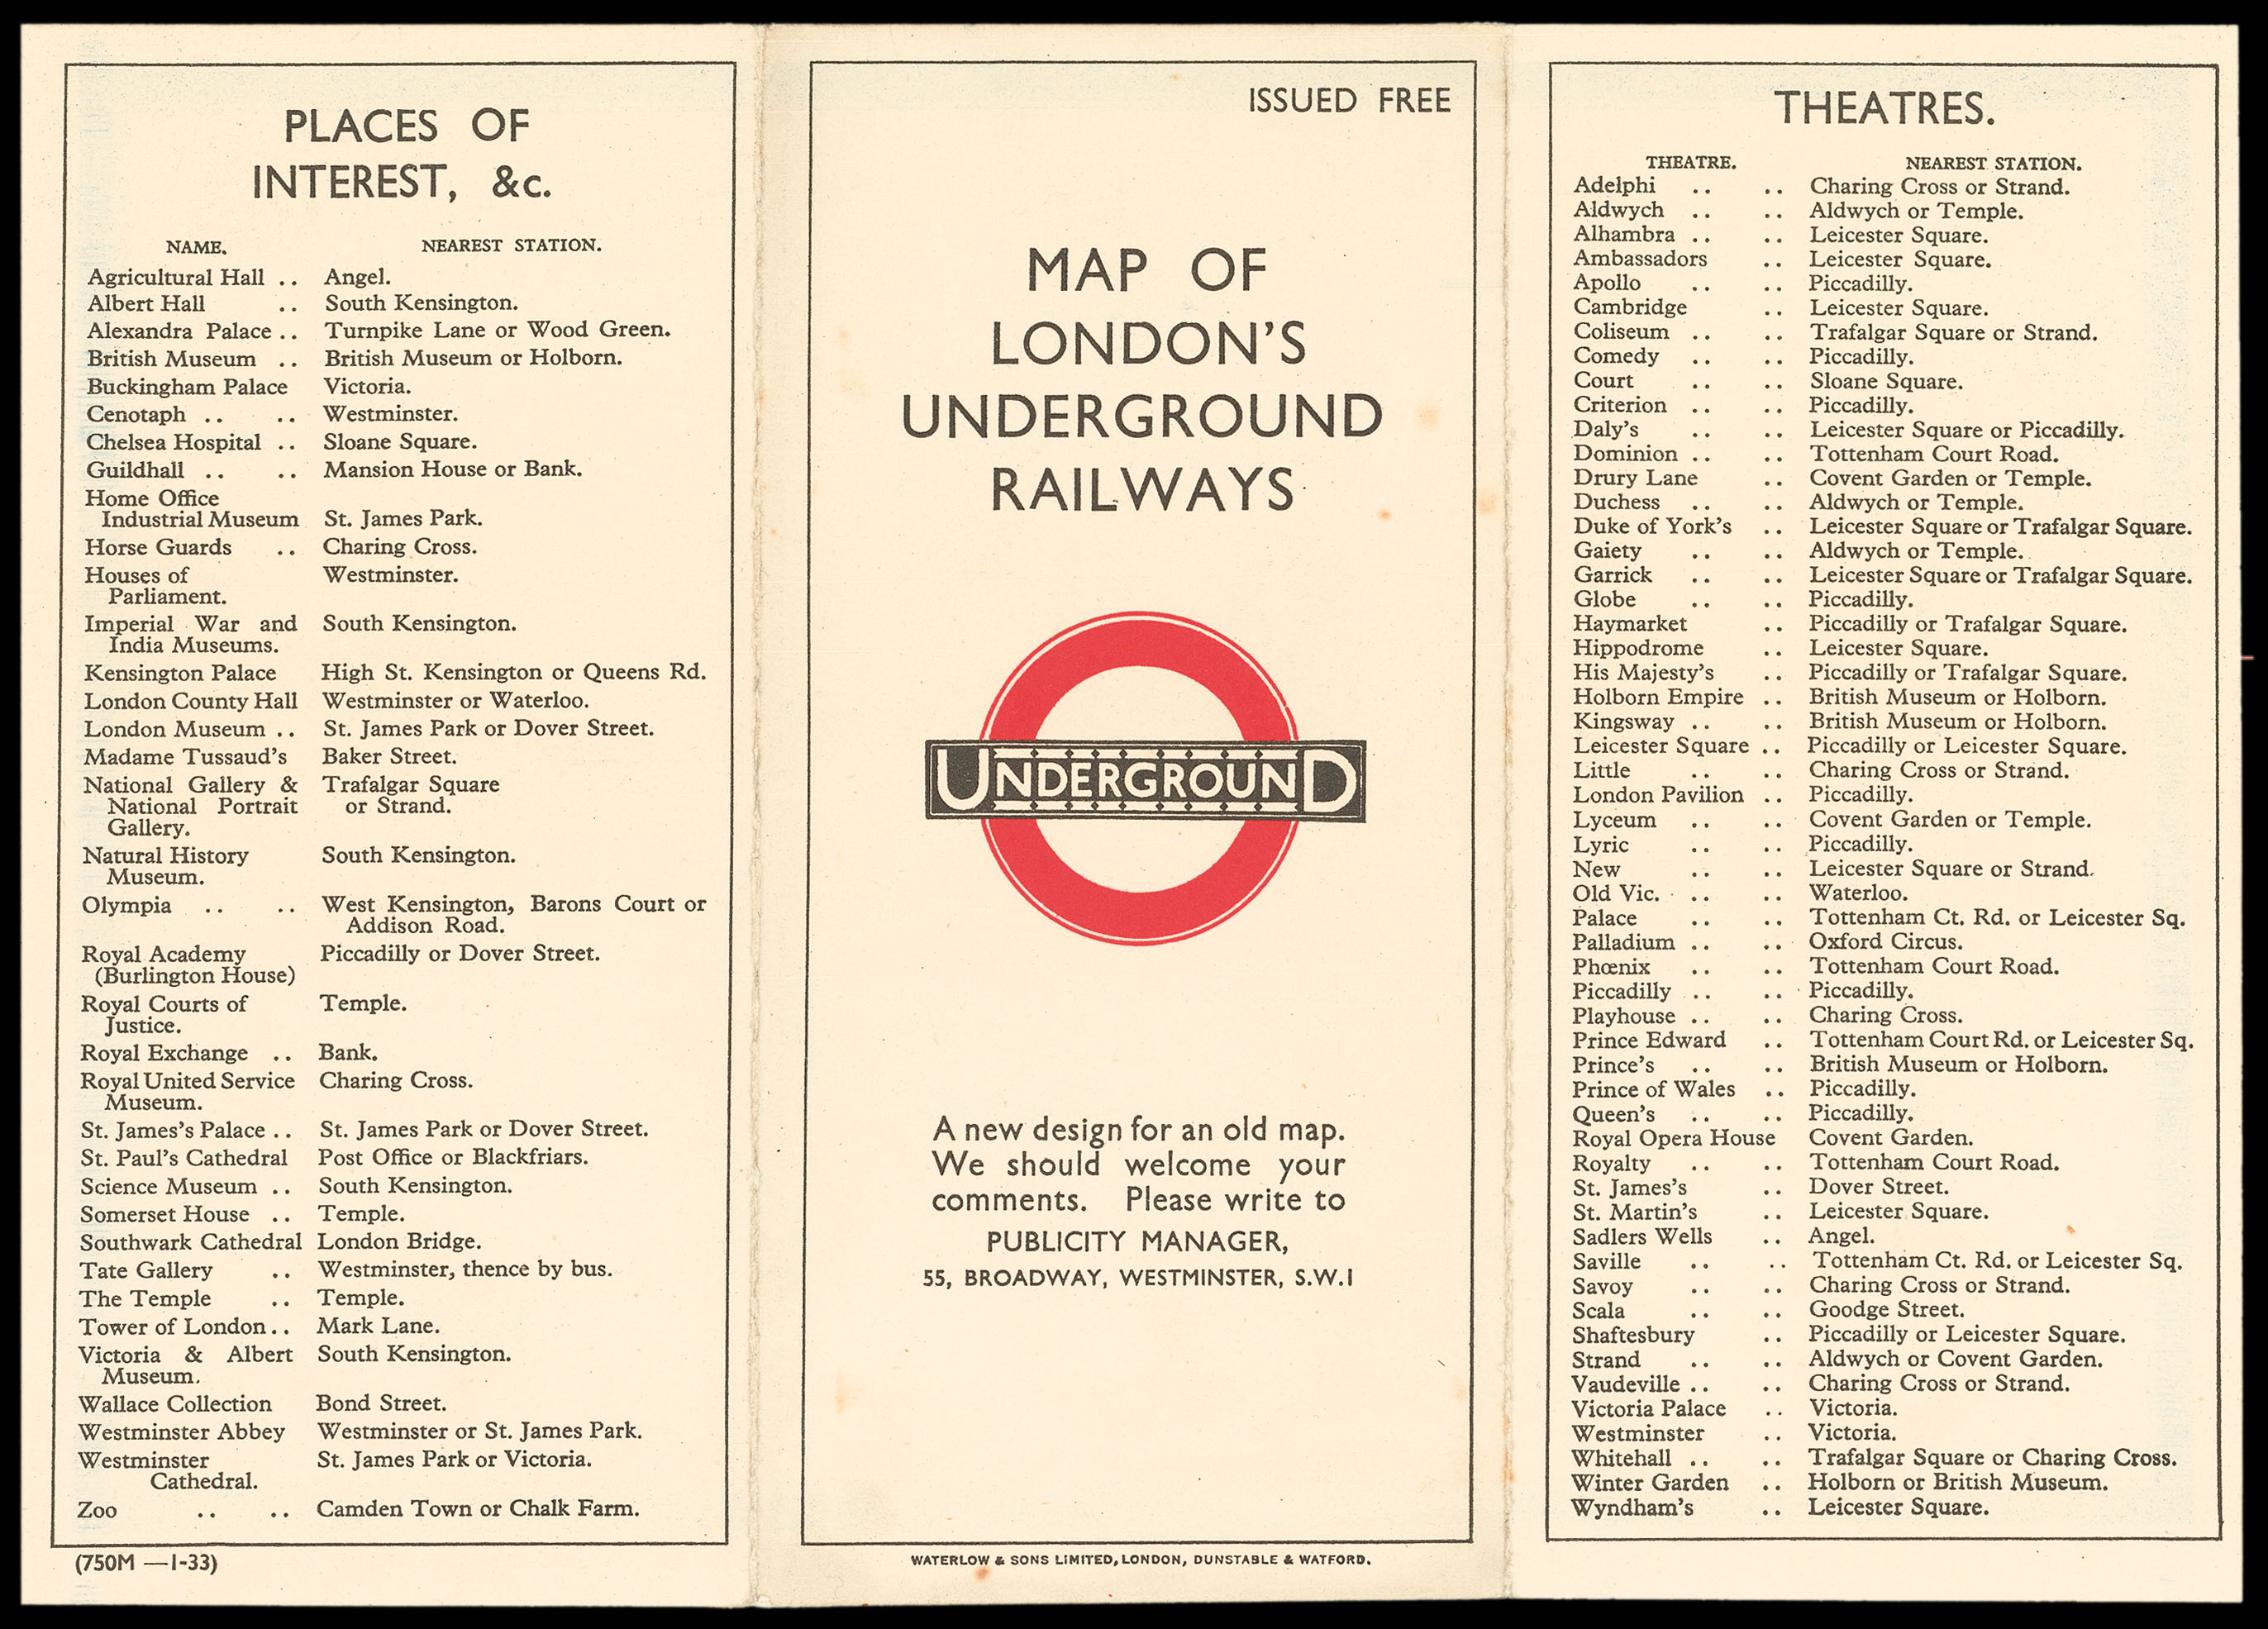 PLACES OF
INTEREST, &c.
NAME. NEAREST STATION.
Agricultural Hall .. Angel.
Albert Hall .. South Kensington.
Alexandra Palace .. Turnpike Lane or Wood Green.
British Museum .. British Museum or Holborn.
Buckingham Palace Victoria.
Cenotaph .. .. Westminster.
Chelsea Hospital .. Sloane Square.
Guildhall .. .. Mansion House or Bank.
Home Office
Industrial Museum St. James Park.
Horse Guards .. Charing Cross.
Houses of Westminster.
Parliament.
Imperial War and South Kensington.
India Museums.
Kensington Palace High St. Kensington or Queens Rd.
London County Hall Westminster or Waterloo.
London Museum .. St. James Park or Dover Street.
Madame Tussaud's Baker Street.
National Gallery & Trafalgar Square
National Portrait or Strand.
Gallery.
Natural History South Kensington.
Museum.
Olympia .. .. West Kensington, Barons Court or
Addison Road.
Royal Academy Piccadilly or Dover Street.
(Burlington House)
Royal Courts of Temple.
Justice.
Royal Exchange .. Bank.
Royal United Service Charing Cross.
Museum.
St. James's Palace .. St. James Park or Dover Street.
St. Paul's Cathedral Post Office or Blackfriars.
Science Museum .. South Kensington.
Somerset House .. Temple.
Southwark Cathedral London Bridge.
Tate Gallery .. Westminster, thence by bus.
The Temple .. Temple.
Tower of London .. Mark Lane.
Victoria & Albert South Kensington.
Museum.
Wallace Collection Bond Street.
Westminster Abbey Westminster or St. James Park.
Westminster St. James Park or Victoria.
Cathedral.
Zoo .. .. Camden Town or Chalk Farm.
(750M —1-33)
ISSUED FREE
MAP OF
LONDON'S
UNDERGROUND
RAILWAYS
UNDERGROUND
A new design for an old map.
We should welcome your
comments. Please write to
PUBLICITY MANAGER,
55, BROADWAY, WESTMINSTER, S.W.1
WATERLOW & SONS LIMITED, LONDON, DUNSTABLE & WATFORD.
THEATRES.
THEATRE. NEAREST STATION.
Adelphi .. .. Charing Cross or Strand.
Aldwych .. .. Aldwych or Temple.
Alhambra .. .. Leicester Square.
Ambassadors .. Leicester Square.
Apollo .. .. Piccadilly.
Cambridge .. Leicester Square.
Coliseum .. .. Trafalgar Square or Strand.
Comedy .. .. Piccadilly.
Court .. .. Sloane Square.
Criterion .. .. Piccadilly.
Daly's .. .. Leicester Square or Piccadilly.
Dominion .. .. Tottenham Court Road.
Drury Lane .. Covent Garden or Temple.
Duchess .. .. Aldwych or Temple.
Duke of York's .. Leicester Square or Trafalgar Square.
Gaiety .. .. Aldwych or Temple.
Garrick .. .. Leicester Square or Trafalgar Square.
Globe .. .. Piccadilly.
Haymarket .. Piccadilly or Trafalgar Square.
Hippodrome .. Leicester Square.
His Majesty's .. Piccadilly or Trafalgar Square.
Holborn Empire .. British Museum or Holborn.
Kingsway .. .. British Museum or Holborn.
Leicester Square .. Piccadilly or Leicester Square.
Little .. .. Charing Cross or Strand.
London Pavilion .. Piccadilly.
Lyceum .. .. Covent Garden or Temple.
Lyric .. .. Piccadilly.
New .. .. Leicester Square or Strand.
Old Vic. .. .. Waterloo.
Palace .. .. Tottenham Ct. Rd. or Leicester Sq.
Palladium .. .. Oxford Circus.
Phœnix .. .. Tottenham Court Road.
Piccadilly .. .. Piccadilly.
Playhouse .. .. Charing Cross.
Prince Edward .. Tottenham Court Rd. or Leicester Sq.
Prince's .. .. British Museum or Holborn.
Prince of Wales .. Piccadilly.
Queen's .. .. Piccadilly.
Royal Opera House Covent Garden.
Royalty .. .. Tottenham Court Road.
St. James's .. Dover Street.
St. Martin's .. Leicester Square.
Sadlers Wells .. Angel.
Saville .. .. Tottenham Ct. Rd. or Leicester Sq.
Savoy .. .. Charing Cross or Strand.
Scala .. .. Goodge Street.
Shaftesbury .. Piccadilly or Leicester Square.
Strand .. .. Aldwych or Covent Garden.
Vaudeville .. .. Charing Cross or Strand.
Victoria Palace .. Victoria.
Westminster .. Victoria.
Whitehall .. .. Trafalgar Square or Charing Cross.
Winter Garden .. Holborn or British Museum.
Wyndham's .. Leicester Square.